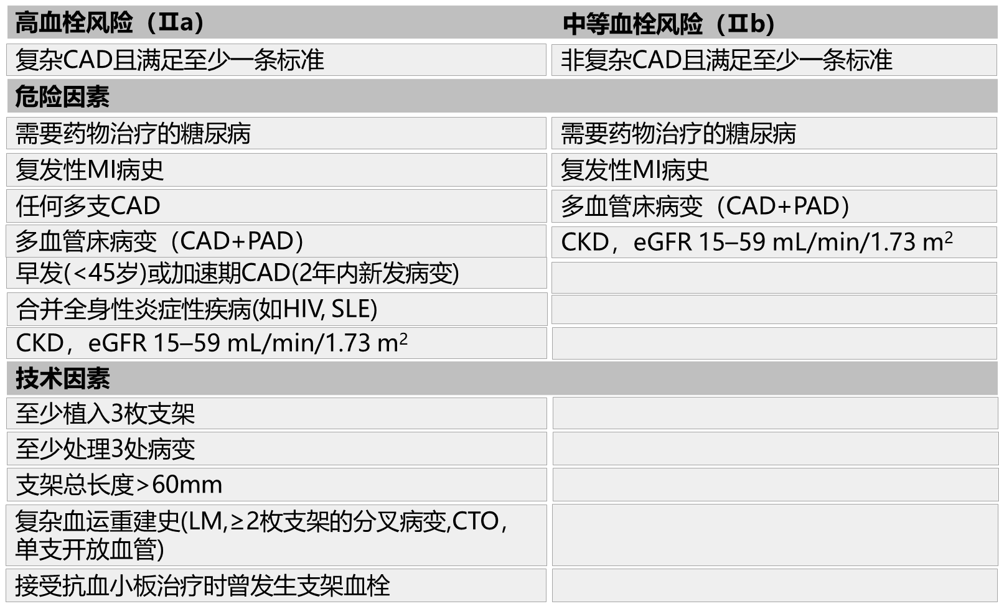 高血栓风险（Ⅱa）
中等血栓风险（Ⅱb）
复杂CAD且满足至少一条标准
非复杂CAD且满足至少一条标准
危险因素
需要药物治疗的糖尿病
需要药物治疗的糖尿病
复发性MI病史
复发性MI病史
任何多支CAD
多血管床病变（CAD+PAD）
多血管床病变（CAD+PAD）
CKD，eGFR 15–59 mL/min/1.73 m²
早发(<45岁)或加速期CAD(2年内新发病变)
合并全身性炎症性疾病(如HIV, SLE)
CKD，eGFR 15–59 mL/min/1.73 m²
技术因素
至少植入3枚支架
至少处理3处病变
支架总长度>60mm
复杂血运重建史(LM,≥2枚支架的分叉病变,CTO，
单支开放血管)
接受抗血小板治疗时曾发生支架血栓